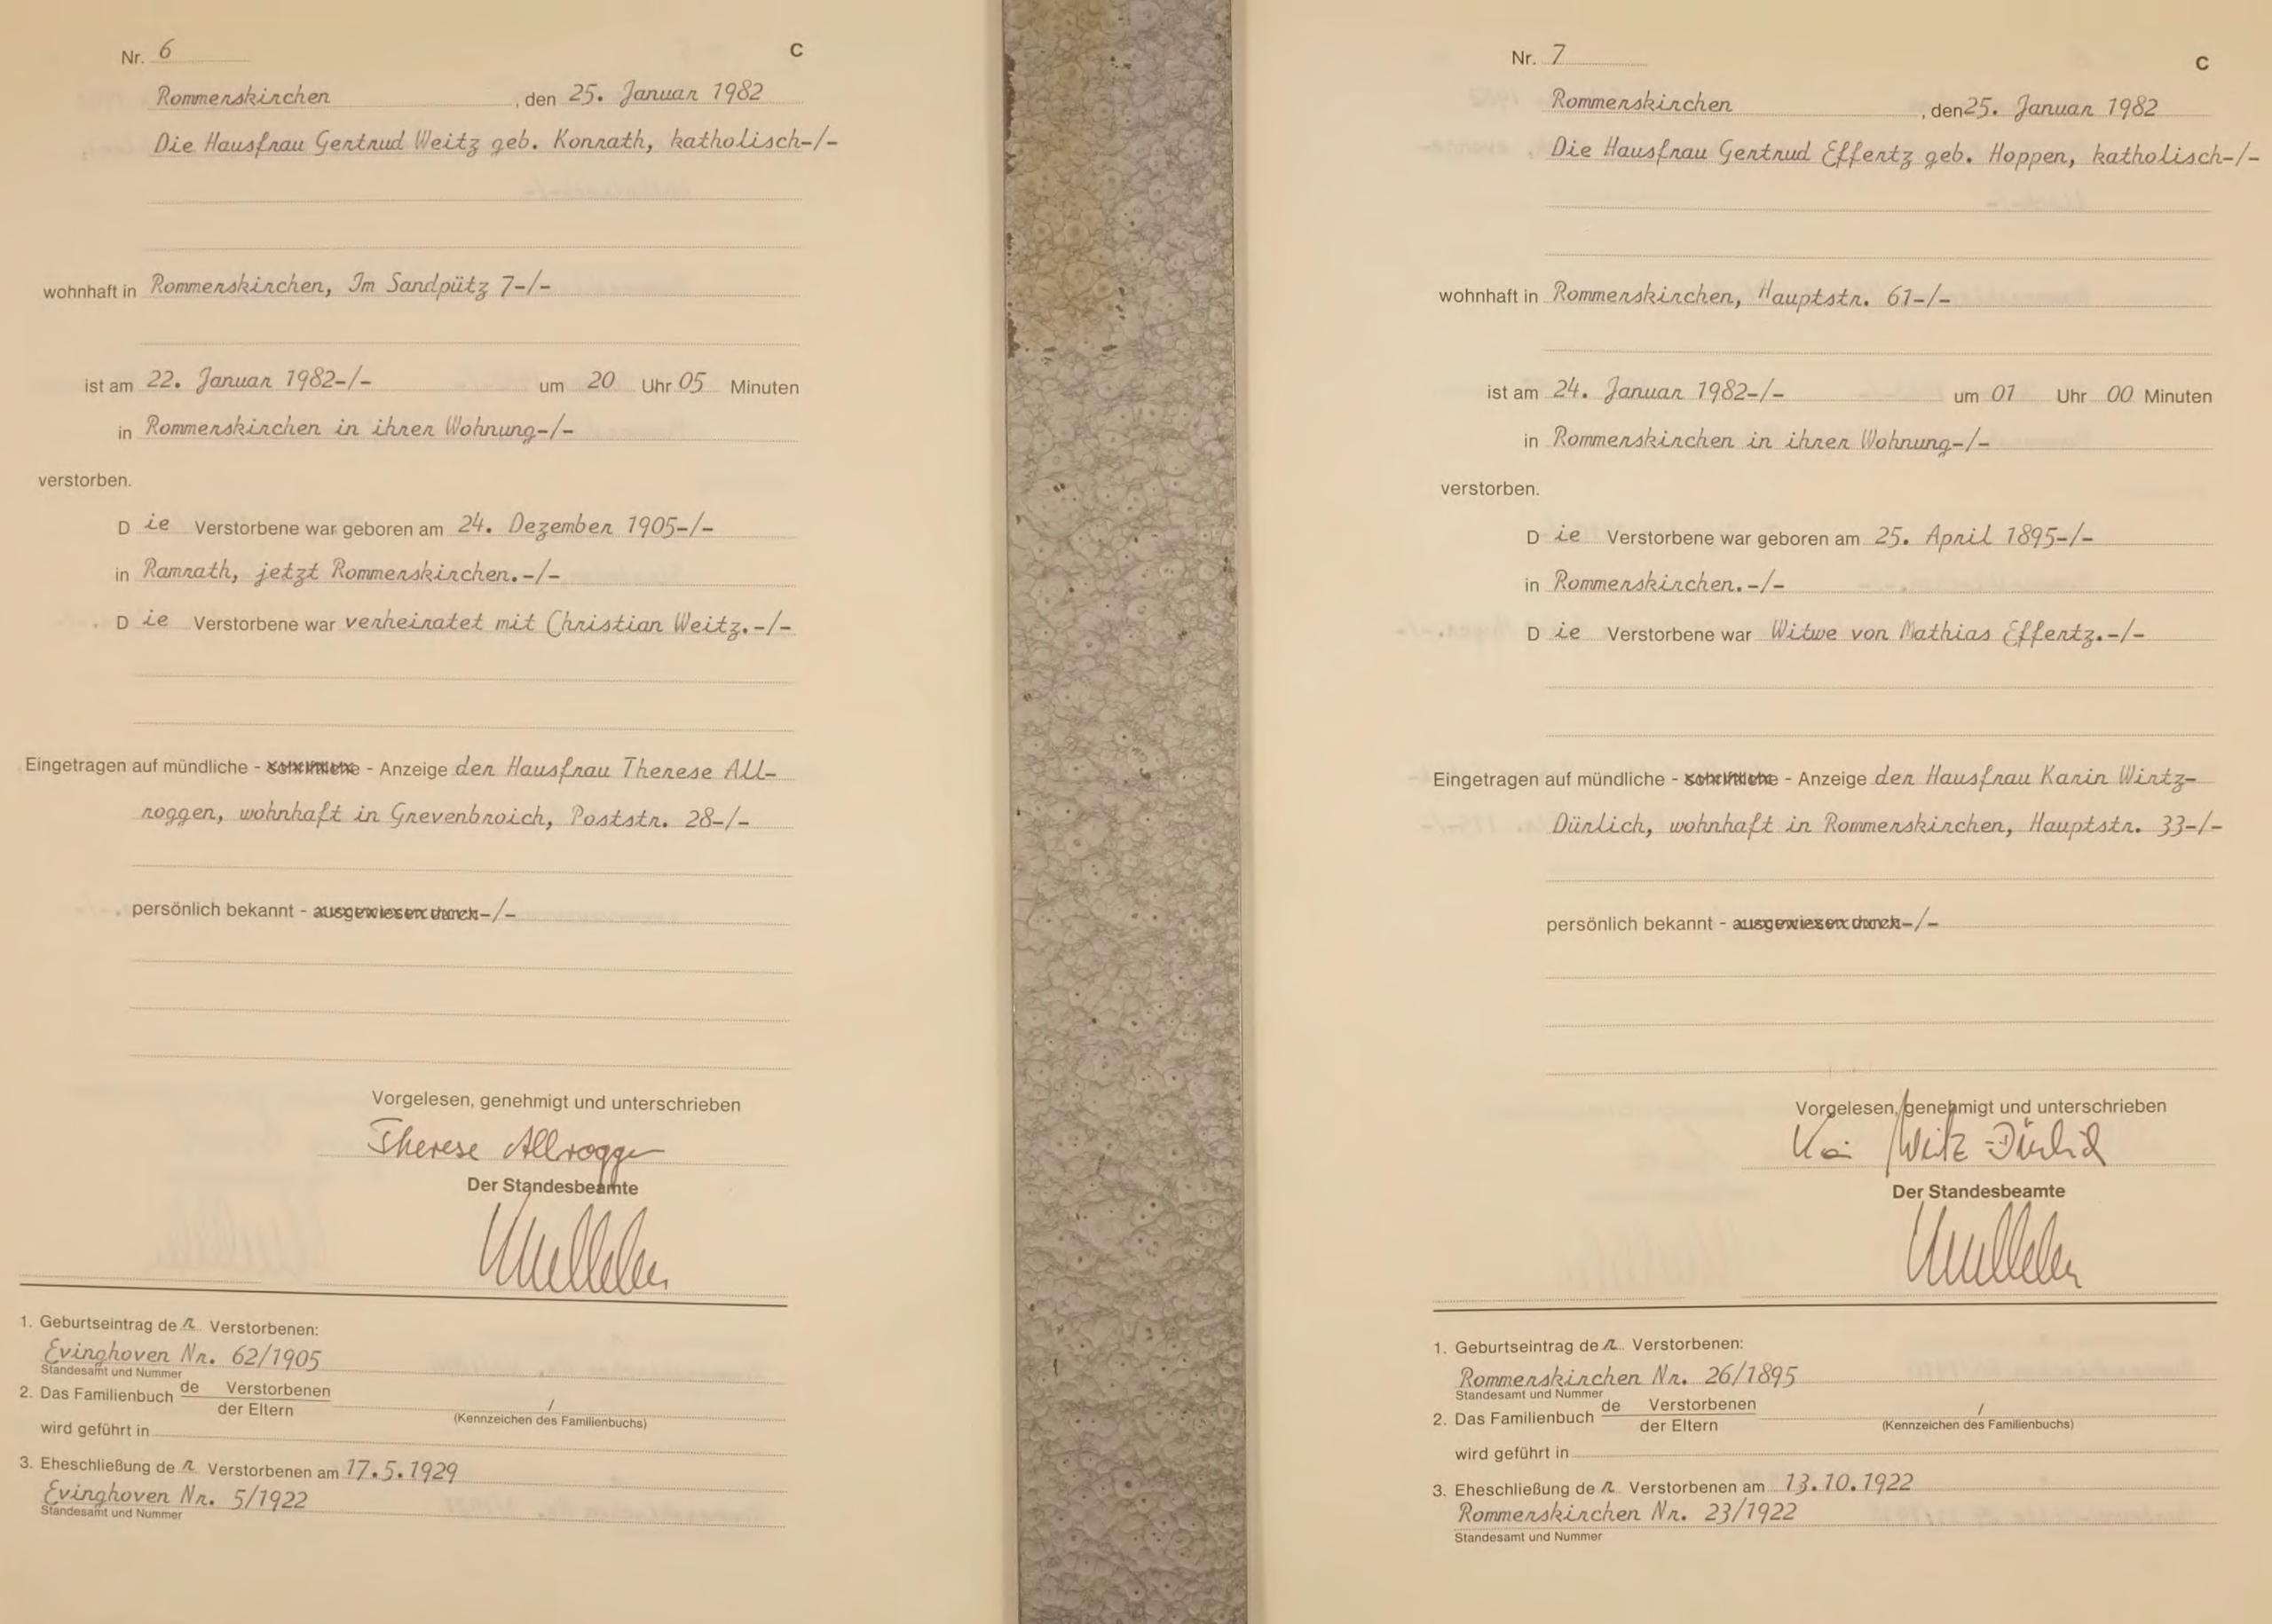 Nr. 6
C
Rommerskirchen, den 25. Januar 1982
Die Hausfrau Gertrud Weitz geb. Konrath, katholisch-/-
wohnhaft in Rommerskirchen, Im Sandpütz 7-/-
ist am 22. Januar 1982-/- um 20 Uhr 05 Minuten
in Rommerskirchen in ihrer Wohnung-/-
verstorben.
Die Verstorbene war geboren am 24. Dezember 1905-/-
in Ramrath, jetzt Rommerskirchen.-/-
Die Verstorbene war verheiratet mit Christian Weitz.-/-
Eingetragen auf mündliche - schriftliche - Anzeige der Hausfrau Therese All-
roggen, wohnhaft in Grevenbroich, Poststr. 28-/-
persönlich bekannt - ausgewiesen durch-/-
Vorgelesen, genehmigt und unterschrieben
Therese Allroggen
Der Standesbeamte
1. Geburtseintrag der Verstorbenen:
Evinghoven Nr. 62/1905
Standesamt und Nummer
2. Das Familienbuch de Verstorbenen
der Eltern
/
(Kennzeichen des Familienbuchs)
wird geführt in
3. Eheschließung der Verstorbenen am 17.5.1929
Evinghoven Nr. 5/1922
Standesamt und Nummer
Nr. 7
C
Rommerskirchen, den 25. Januar 1982
Die Hausfrau Gertrud Effertz geb. Hoppen, katholisch-/-
wohnhaft in Rommerskirchen, Hauptstr. 61-/-
ist am 24. Januar 1982-/- um 01 Uhr 00 Minuten
in Rommerskirchen in ihrer Wohnung-/-
verstorben.
Die Verstorbene war geboren am 25. April 1895-/-
in Rommerskirchen.-/-
Die Verstorbene war Witwe von Mathias Effertz.-/-
Eingetragen auf mündliche - schriftliche - Anzeige der Hausfrau Karin Wirtz-
Dürlich, wohnhaft in Rommerskirchen, Hauptstr. 33-/-
persönlich bekannt - ausgewiesen durch-/-
Vorgelesen, genehmigt und unterschrieben
Wirtz-Dürlich
Der Standesbeamte
1. Geburtseintrag der Verstorbenen:
Rommerskirchen Nr. 26/1895
Standesamt und Nummer
2. Das Familienbuch de Verstorbenen
der Eltern
/
(Kennzeichen des Familienbuchs)
wird geführt in
3. Eheschließung der Verstorbenen am 13.10.1922
Rommerskirchen Nr. 23/1922
Standesamt und Nummer